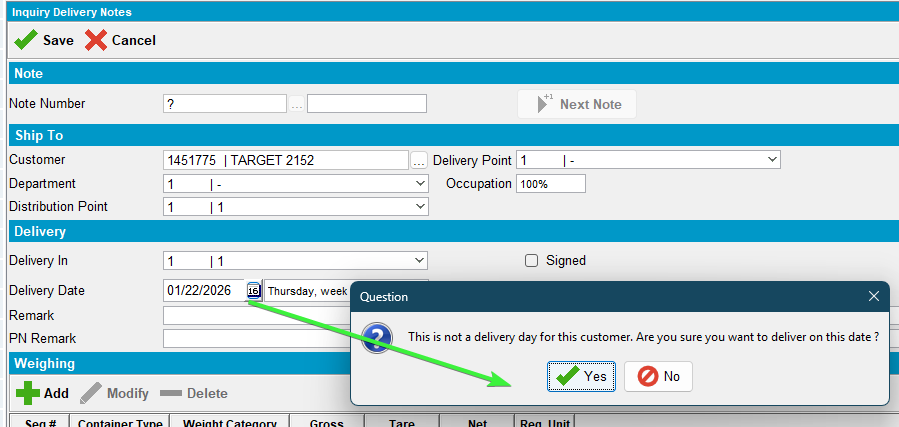 Inquiry Delivery Notes
Save Cancel
Note
Note Number ? ... +1 Next Note
Ship To
Customer 1451775 | TARGET 2152 ... Delivery Point 1 | -
Department 1 | - Occupation 100%
Distribution Point 1 | 1
Delivery
Delivery In 1 | 1 Signed
Delivery Date 01/22/2026 16 Thursday, week
Question
Remark
? This is not a delivery day for this customer. Are you sure you want to deliver on this date ?
PN Remark
Weighing
Yes No
Add Modify Delete
Seq # Container Type Weight Category Gross Tare Net Req. Unit